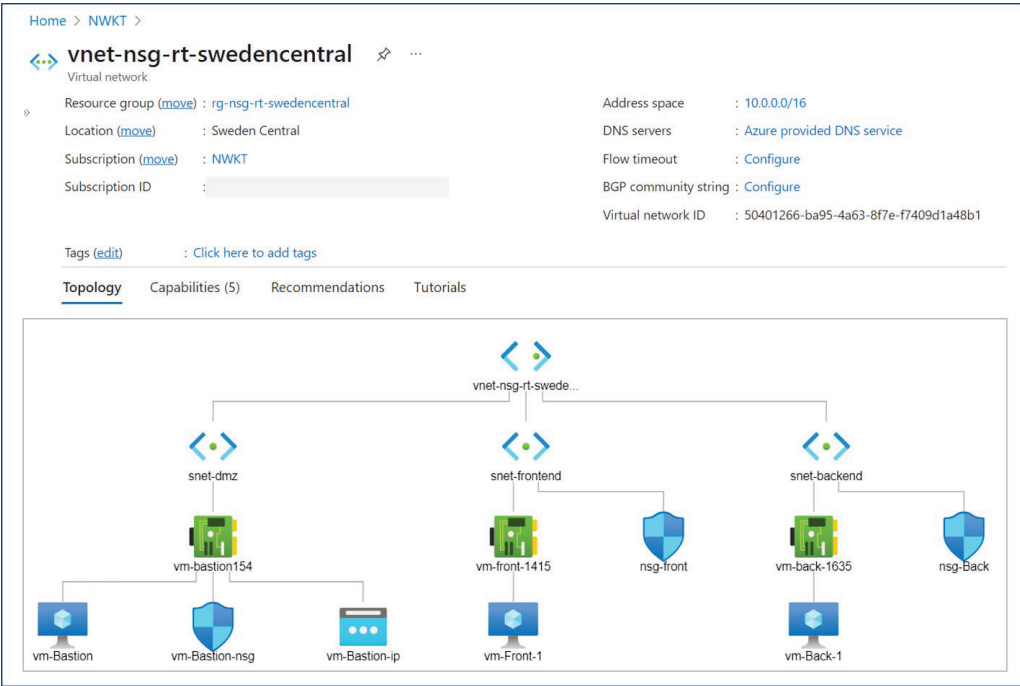 Home > NWKT >
vnet-nsg-rt-swedencentral
Virtual network
Resource group (move) : rg-nsg-rt-swedencentral
Location (move) : Sweden Central
Subscription (move) : NWKT
Subscription ID :
Address space : 10.0.0.0/16
DNS servers : Azure provided DNS service
Flow timeout : Configure
BGP community string : Configure
Virtual network ID : 50401266-ba95-4a63-8f7e-f7409d1a48b1
Tags (edit) : Click here to add tags
Topology Capabilities (5) Recommendations Tutorials
vnet-nsg-rt-swede...
snet-dmz snet-frontend snet-backend
vm-bastion154 vm-front-1415 nsg-front vm-back-1635 nsg-Back
vm-Bastion vm-Bastion-nsg vm-Bastion-ip vm-Front-1 vm-Back-1